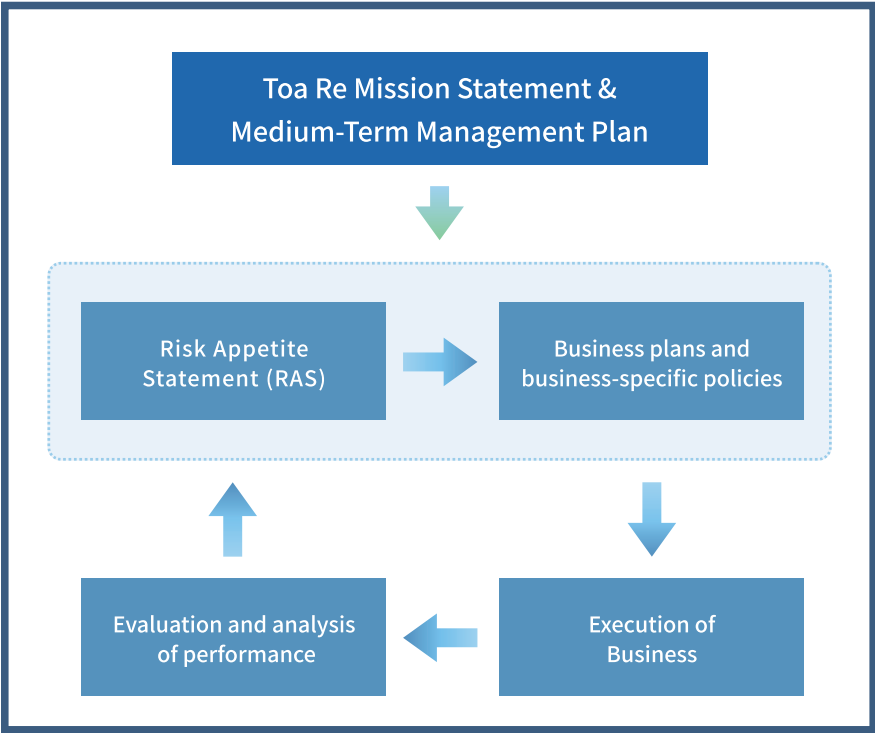 Toa Re Mission Statement &
Medium-Term Management Plan
Risk Appetite
Statement (RAS)
Business plans and
business-specific policies
Evaluation and analysis
of performance
Execution of
Business